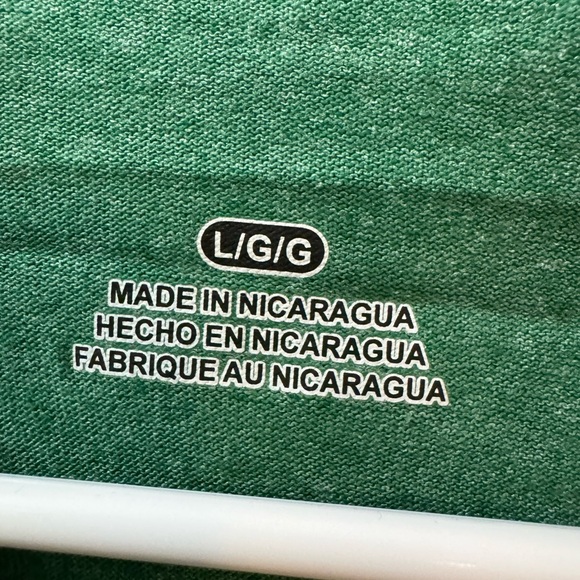 L/G/G
MADE IN NICARAGUA
HECHO EN NICARAGUA
FABRIQUE AU NICARAGUA